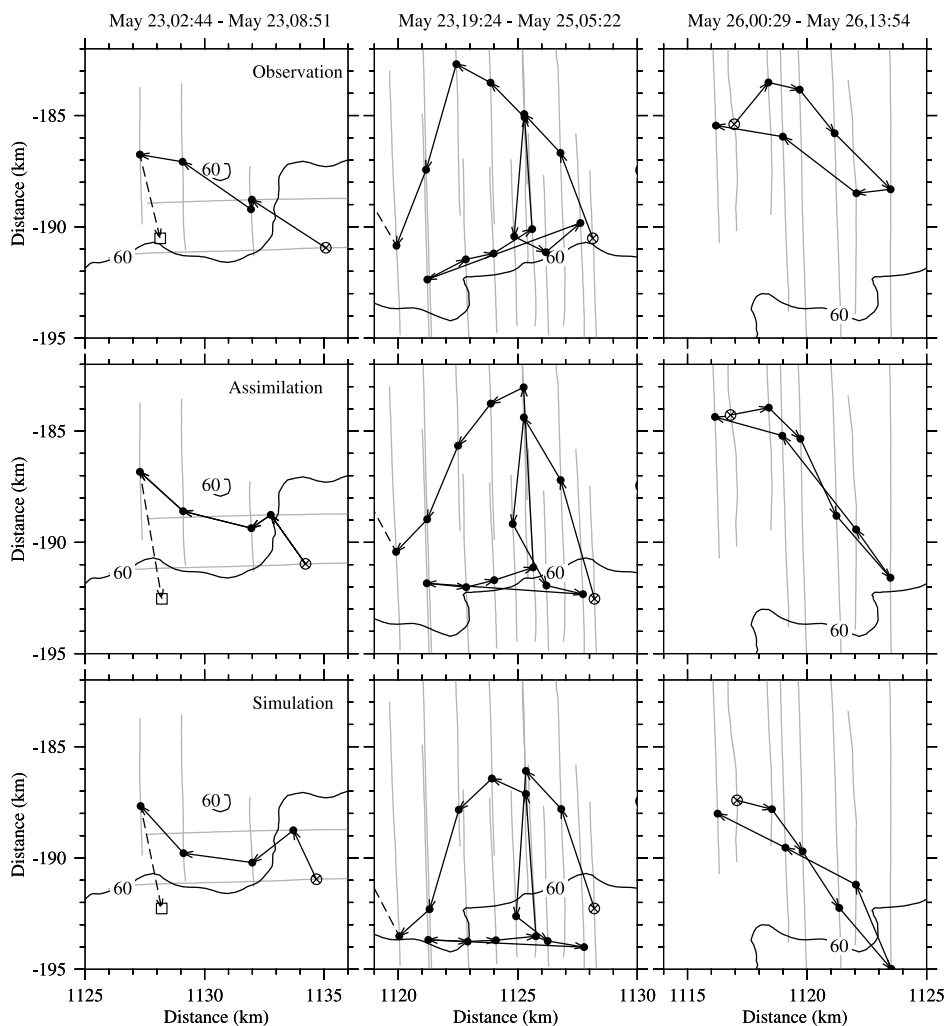 May 23,02:44 - May 23,08:51 May 23,19:24 - May 25,05:22 May 26,00:29 - May 26,13:54
Observation
-185
-190
-195
Distance (km)
60
60
60
60
Assimilation
-185
-190
-195
Distance (km)
60
60
60
60
Simulation
-185
-190
-195
Distance (km)
60
60
60
60
1125 1130 1135 1120 1125 1130 1115 1120 1125
Distance (km) Distance (km) Distance (km)